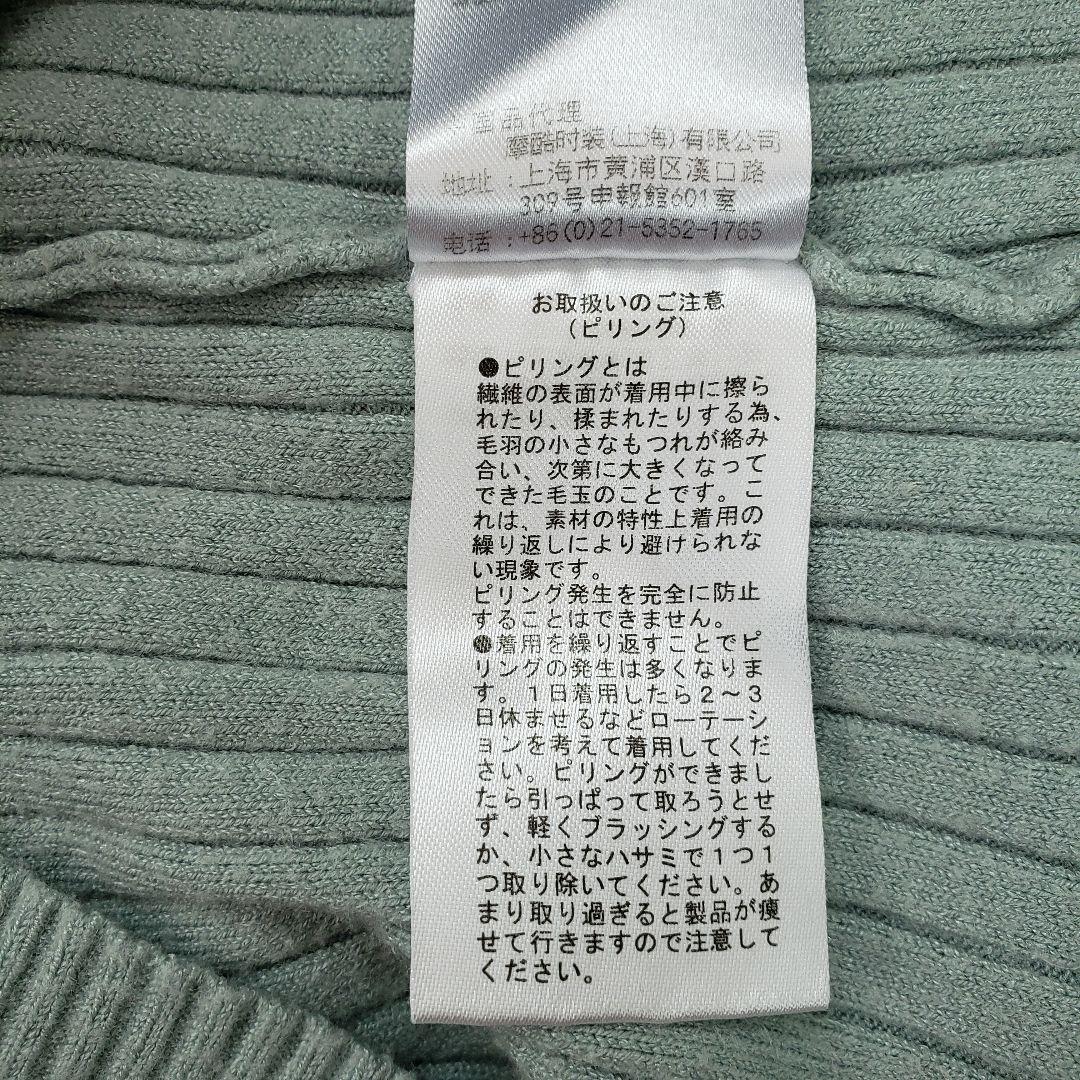 品代理
摩酷时装(上海)有限公司
地址:上海市黄浦区漢口路
309号申報館601室
电话:+86(0)21-5352-1765
お取扱いのご注意
(ピリング)
●ピリングとは
繊維の表面が着用中に擦ら
れたり、揉まれたりする為、
毛羽の小さなもつれが絡み
合い、次第に大きくなって
できた毛玉のことです。こ
れは、素材の特性上着用の
繰り返しにより避けられな
い現象です。
ピリング発生を完全に防止
することはできません。
●着用を繰り返すことでピ
リングの発生は多くなりま
す。1日着用したら2～3
日休ませるなどローテーシ
ョンを考えて着用してくだ
さい。ピリングができまし
たら引っぱって取ろうとせ
ず、軽くブラッシングする
か、小さなハサミで1つ1
つ取り除いてください。あ
まり取り過ぎると製品が痩
せて行きますので注意して
ください。